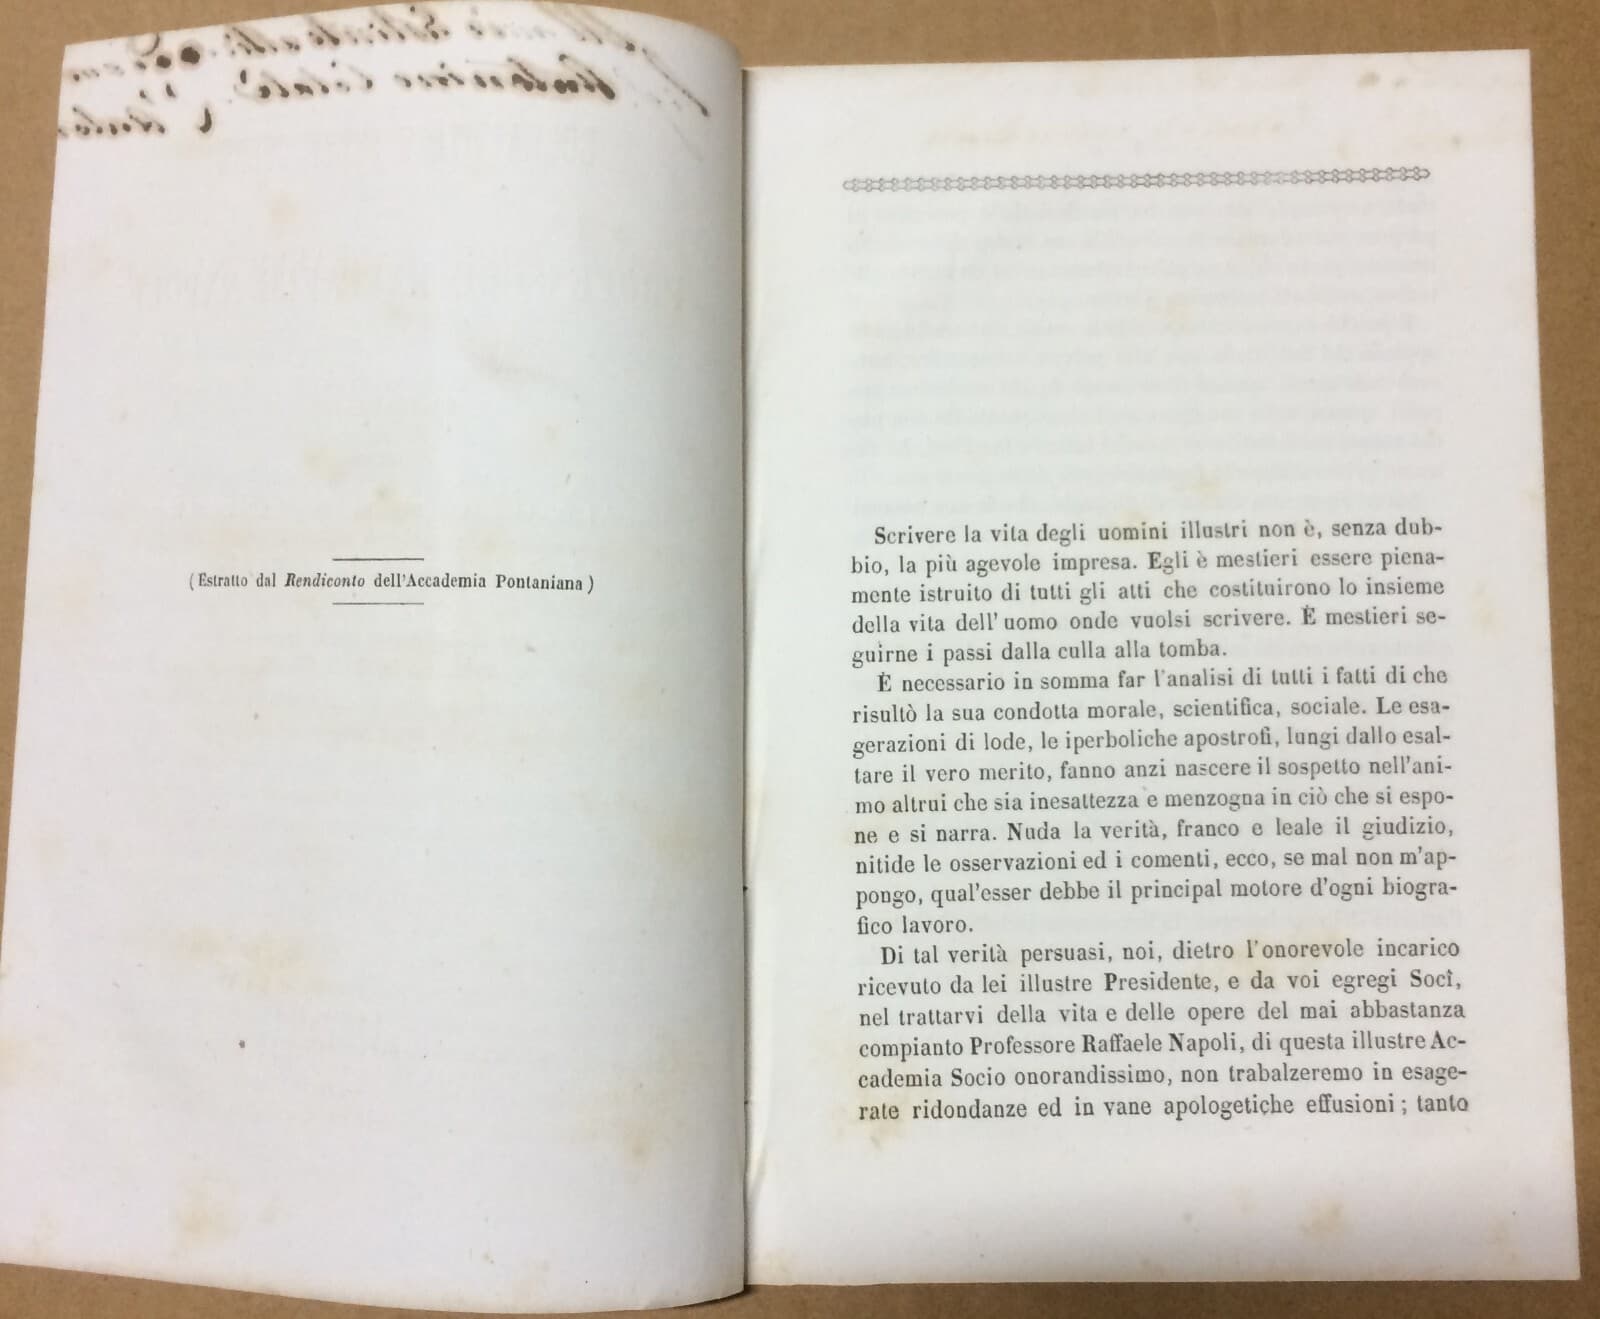 (Estratto dal Rendiconto dell'Accademia Pontaniana)
Scrivere la vita degli uomini illustri non è, senza dub-
bio, la più agevole impresa. Egli è mestieri essere piena-
mente istruito di tutti gli atti che costituirono lo insieme
della vita dell'uomo onde vuolsi scrivere. È mestieri se-
guirne i passi dalla culla alla tomba.
È necessario in somma far l'analisi di tutti i fatti di che
risultò la sua condotta morale, scientifica, sociale. Le esa-
gerazioni di lode, le iperboliche apostrofi, lungi dallo esal-
tare il vero merito, fanno anzi nascere il sospetto nell'ani-
mo altrui che sia inesattezza e menzogna in ciò che si espo-
ne e si narra. Nuda la verità, franco e leale il giudizio,
nitide le osservazioni ed i comenti, ecco, se mal non m'ap-
pongo, qual'esser debbe il principal motore d'ogni biogra-
fico lavoro.
Di tal verità persuasi, noi, dietro l'onorevole incarico
ricevuto da lei illustre Presidente, e da voi egregi Socî,
nel trattarvi della vita e delle opere del mai abbastanza
compianto Professore Raffaele Napoli, di questa illustre Ac-
cademia Socio onorandissimo, non trabalzeremo in esage-
rate ridondanze ed in vane apologetiche effusioni; tanto